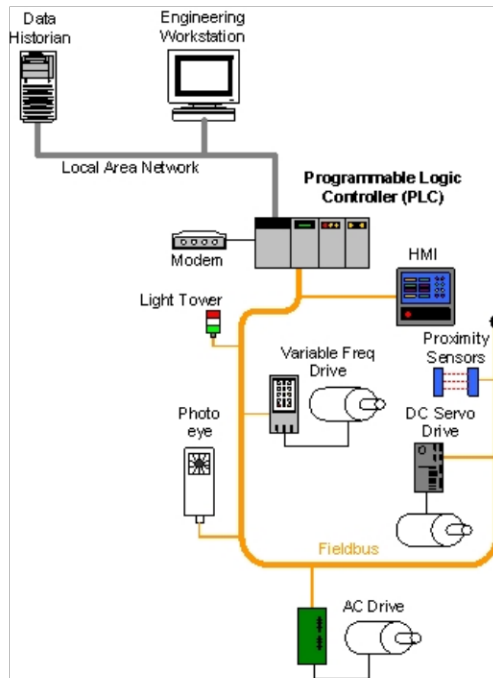 Data
Historian
Engineering
Workstation
Local Area Network
Programmable Logic
Controller (PLC)
Modem
HMI
Light Tower
Proximity
Sensors
Variable Freq
Drive
DC Servo
Drive
Photo
eye
Fieldbus
AC Drive